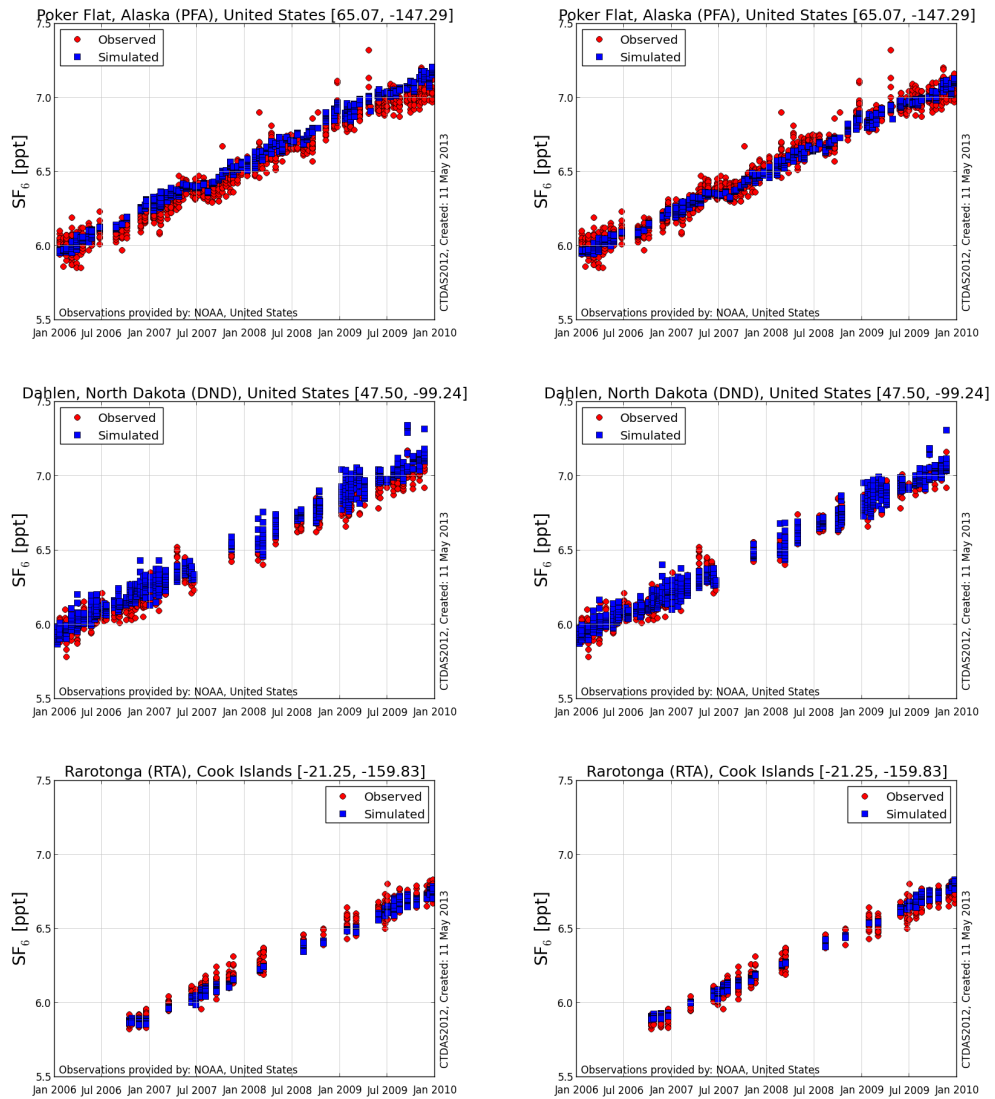 Poker Flat, Alaska (PFA), United States [65.07, -147.29]
7.5
7.0
6.5
6.0
5.5
SF6 [ppt]
Observed
Simulated
Observations provided by: NOAA, United States
CTDAS2012, Created: 11 May 2013
Jan 2006 Jul 2006 Jan 2007 Jul 2007 Jan 2008 Jul 2008 Jan 2009 Jul 2009 Jan 2010
Poker Flat, Alaska (PFA), United States [65.07, -147.29]
7.5
7.0
6.5
6.0
5.5
SF6 [ppt]
Observed
Simulated
Observations provided by: NOAA, United States
CTDAS2012, Created: 11 May 2013
Jan 2006 Jul 2006 Jan 2007 Jul 2007 Jan 2008 Jul 2008 Jan 2009 Jul 2009 Jan 2010
Dahlen, North Dakota (DND), United States [47.50, -99.24]
7.5
7.0
6.5
6.0
5.5
SF6 [ppt]
Observed
Simulated
Observations provided by: NOAA, United States
CTDAS2012, Created: 11 May 2013
Jan 2006 Jul 2006 Jan 2007 Jul 2007 Jan 2008 Jul 2008 Jan 2009 Jul 2009 Jan 2010
Dahlen, North Dakota (DND), United States [47.50, -99.24]
7.5
7.0
6.5
6.0
5.5
SF6 [ppt]
Observed
Simulated
Observations provided by: NOAA, United States
CTDAS2012, Created: 11 May 2013
Jan 2006 Jul 2006 Jan 2007 Jul 2007 Jan 2008 Jul 2008 Jan 2009 Jul 2009 Jan 2010
Rarotonga (RTA), Cook Islands [-21.25, -159.83]
7.5
7.0
6.5
6.0
5.5
SF6 [ppt]
Observed
Simulated
Observations provided by: NOAA, United States
CTDAS2012, Created: 11 May 2013
Jan 2006 Jul 2006 Jan 2007 Jul 2007 Jan 2008 Jul 2008 Jan 2009 Jul 2009 Jan 2010
Rarotonga (RTA), Cook Islands [-21.25, -159.83]
7.5
7.0
6.5
6.0
5.5
SF6 [ppt]
Observed
Simulated
Observations provided by: NOAA, United States
CTDAS2012, Created: 11 May 2013
Jan 2006 Jul 2006 Jan 2007 Jul 2007 Jan 2008 Jul 2008 Jan 2009 Jul 2009 Jan 2010